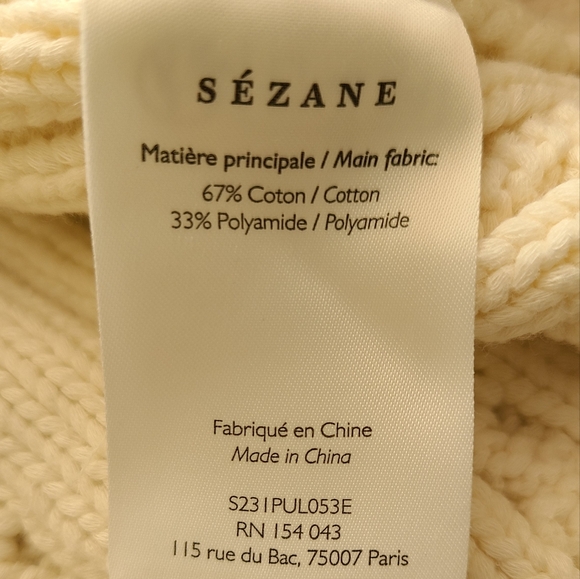 SÉZANE
Matière principale / Main fabric:
67% Coton / Cotton
33% Polyamide / Polyamide
Fabriqué en Chine
Made in China
S231PUL053E
RN 154 043
115 rue du Bac, 75007 Paris